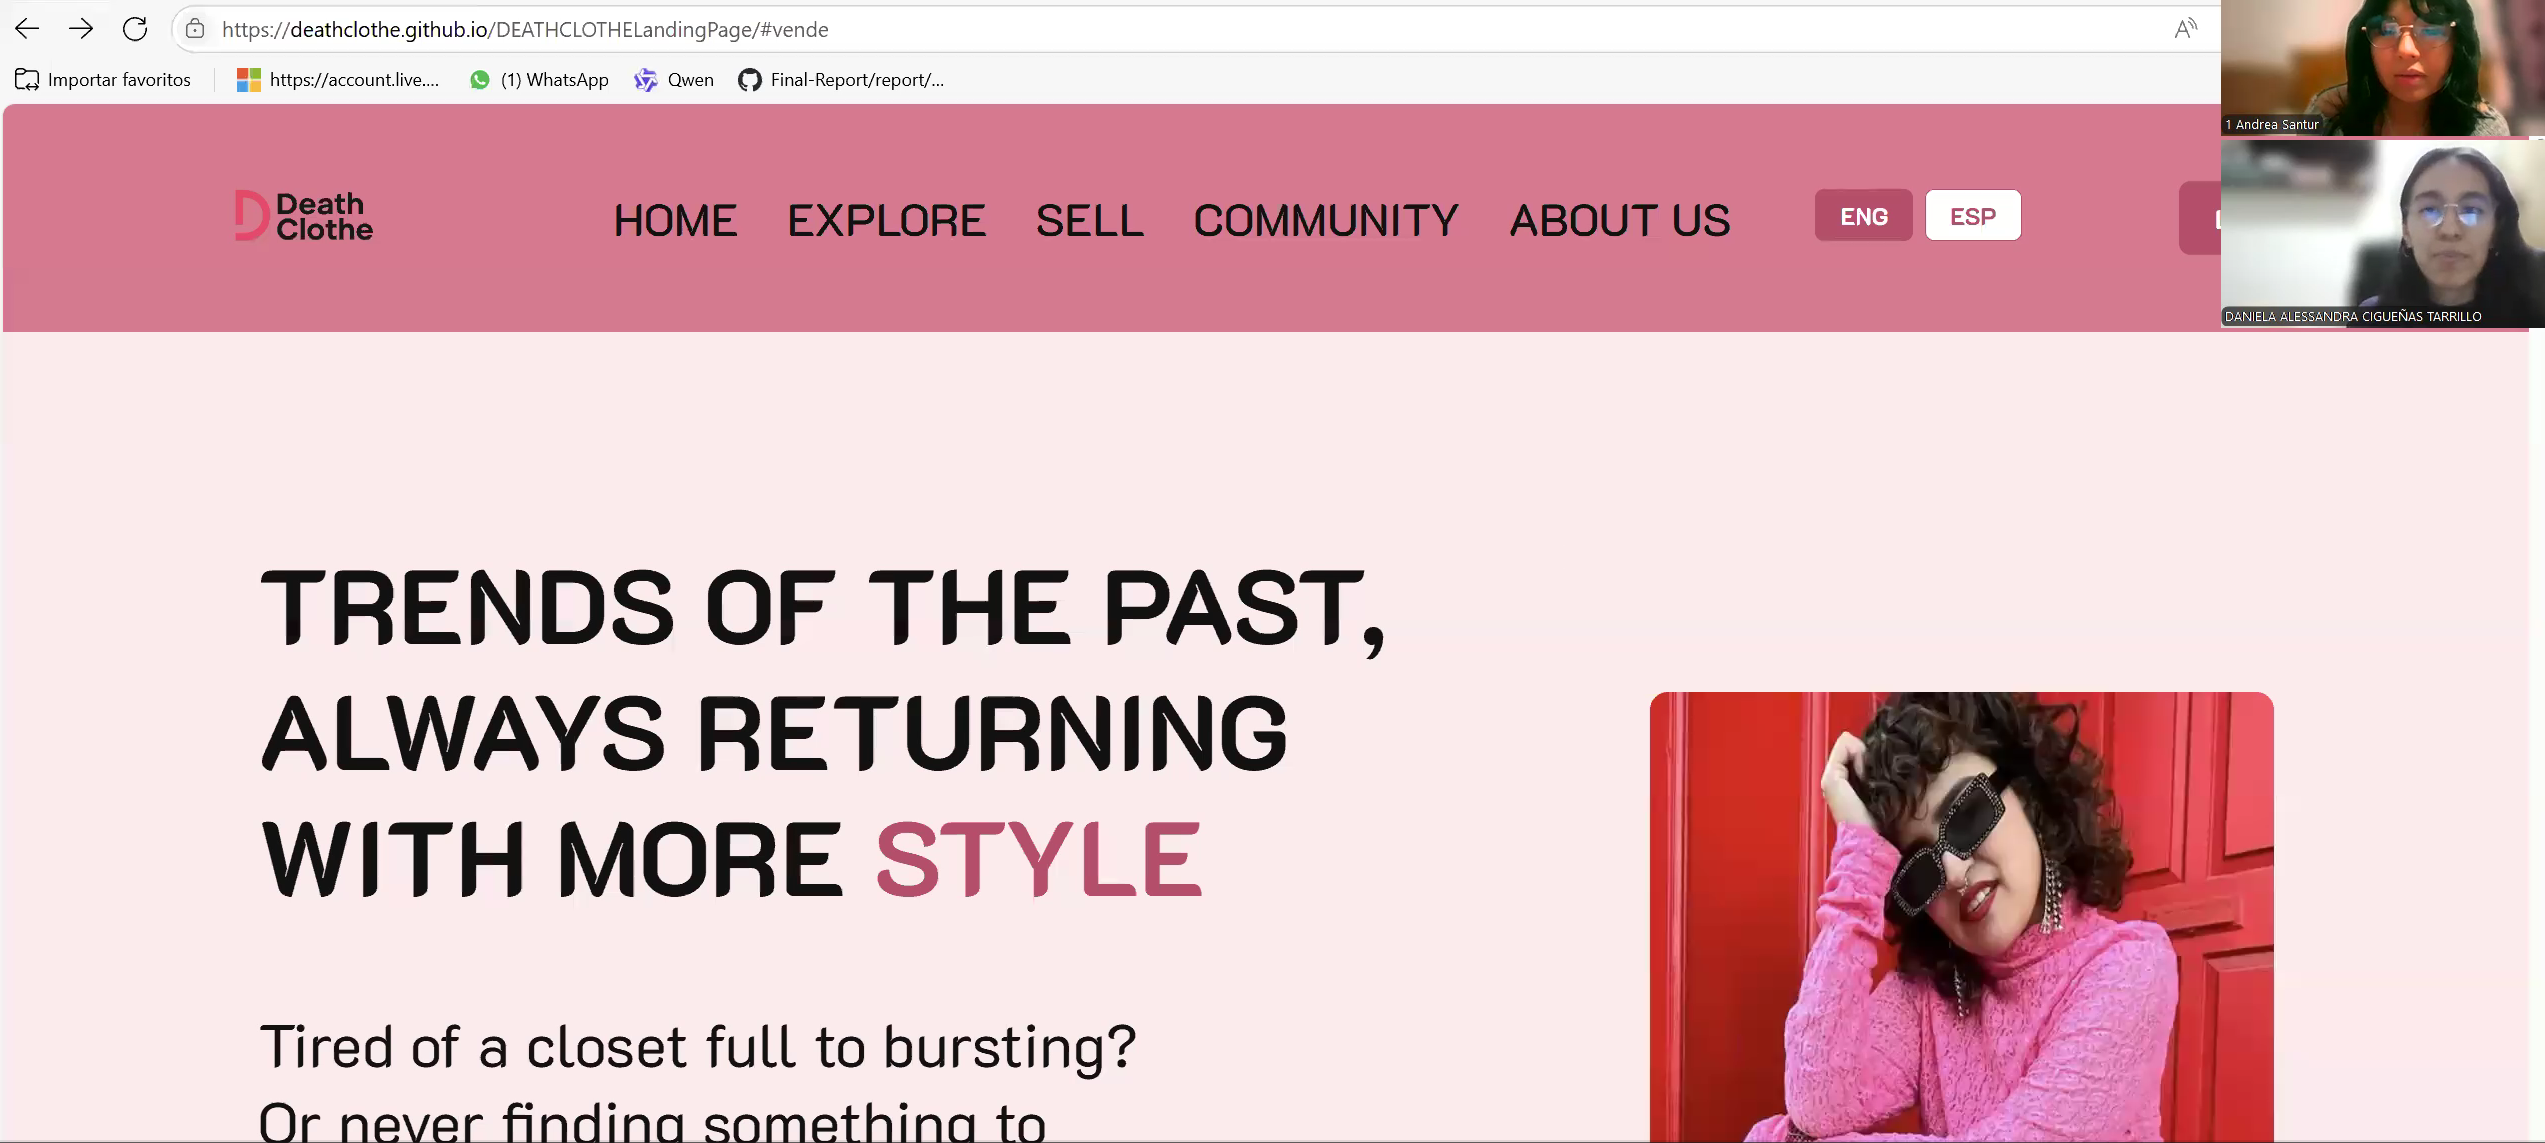 https://deathclothe.github.io/DEATHCLOTHELandingPage/#vende
Importar favoritos
https://account.live....
(1) WhatsApp
Qwen
Final-Report/report/...
1 Andrea Santur
DANIELA ALESSANDRA CIGUEÑAS TARRILLO
Death
Clothe
HOME
EXPLORE
SELL
COMMUNITY
ABOUT US
ENG
ESP
TRENDS OF THE PAST,
ALWAYS RETURNING
WITH MORE STYLE
Tired of a closet full to bursting?
Or never finding something to